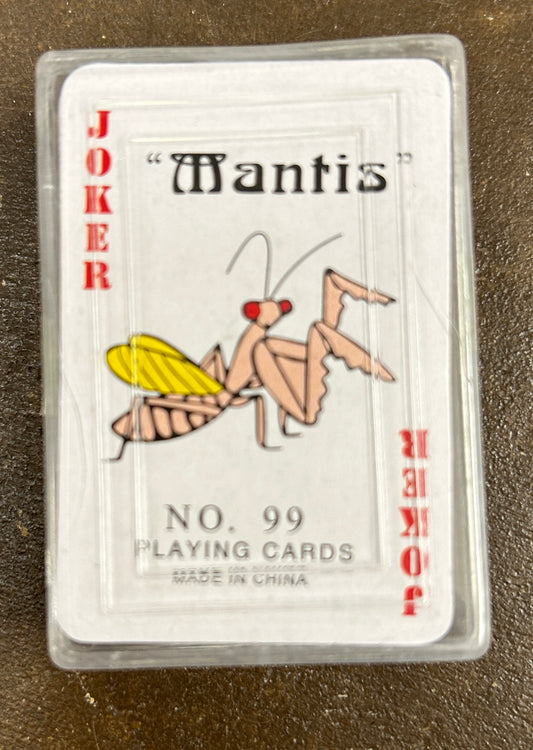 JOKER
“Mantis”
NO. 99
PLAYING CARDS
MADE IN CHINA
JOKER